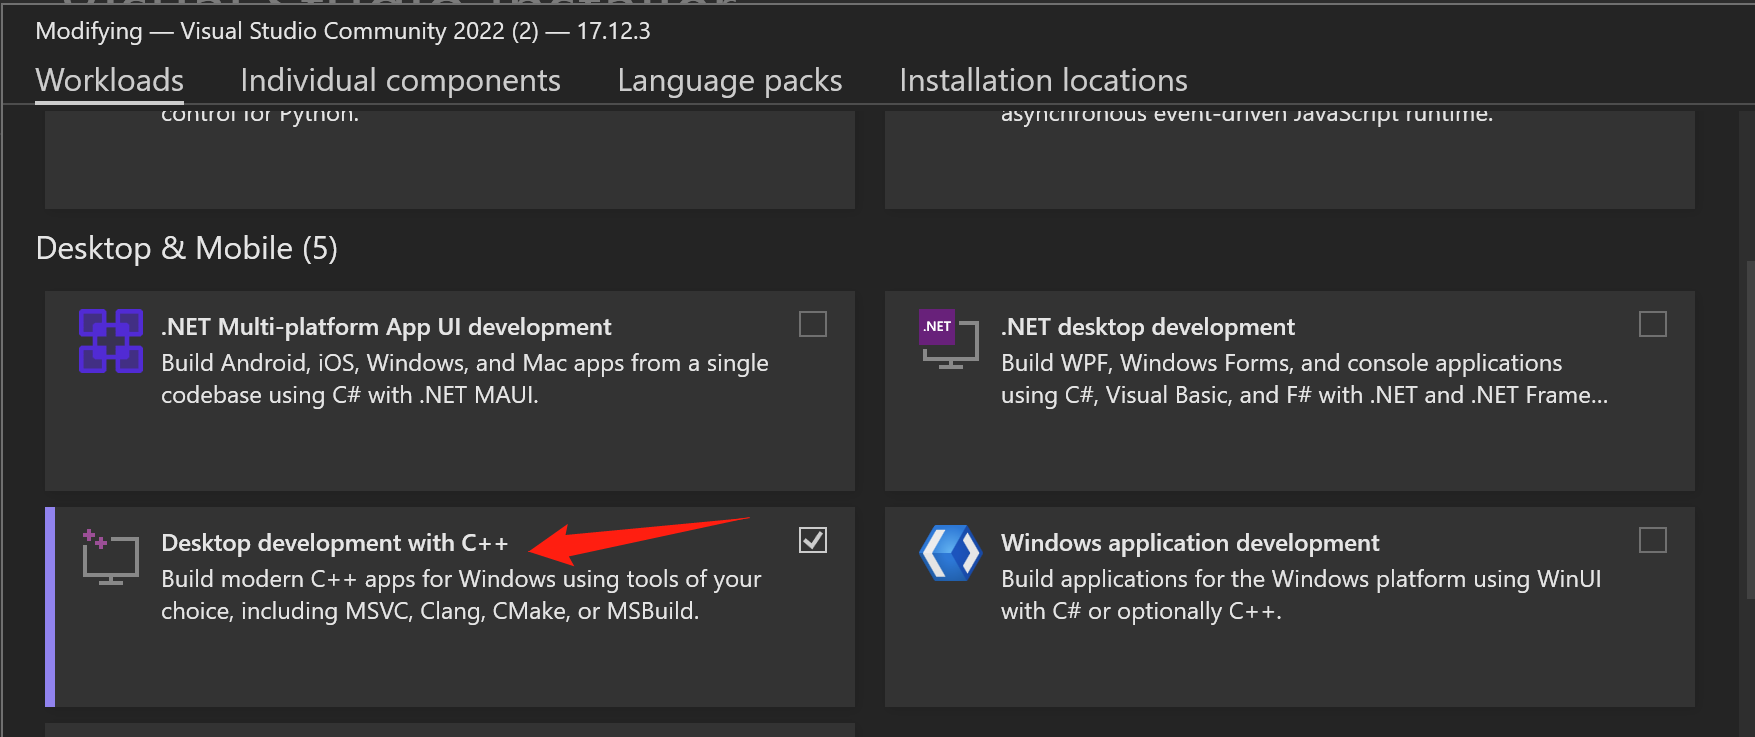 Visual Studio Installer
Modifying — Visual Studio Community 2022 (2) — 17.12.3
Workloads Individual components Language packs Installation locations
control for Python.
asynchronous event-driven JavaScript runtime.
Desktop & Mobile (5)
.NET Multi-platform App UI development
Build Android, iOS, Windows, and Mac apps from a single
codebase using C# with .NET MAUI.
.NET
.NET desktop development
Build WPF, Windows Forms, and console applications
using C#, Visual Basic, and F# with .NET and .NET Frame...
Desktop development with C++
Build modern C++ apps for Windows using tools of your
choice, including MSVC, Clang, CMake, or MSBuild.
Windows application development
Build applications for the Windows platform using WinUI
with C# or optionally C++.